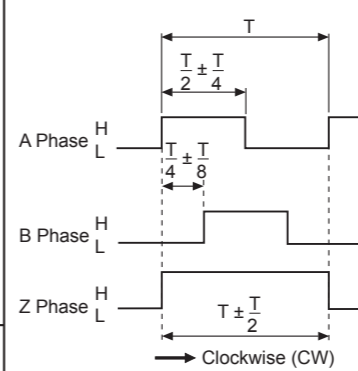 T
T/2 ± T/4
A Phase H L
T/4 ± T/8
B Phase H L
Z Phase H L
T ± T/2
Clockwise (CW)